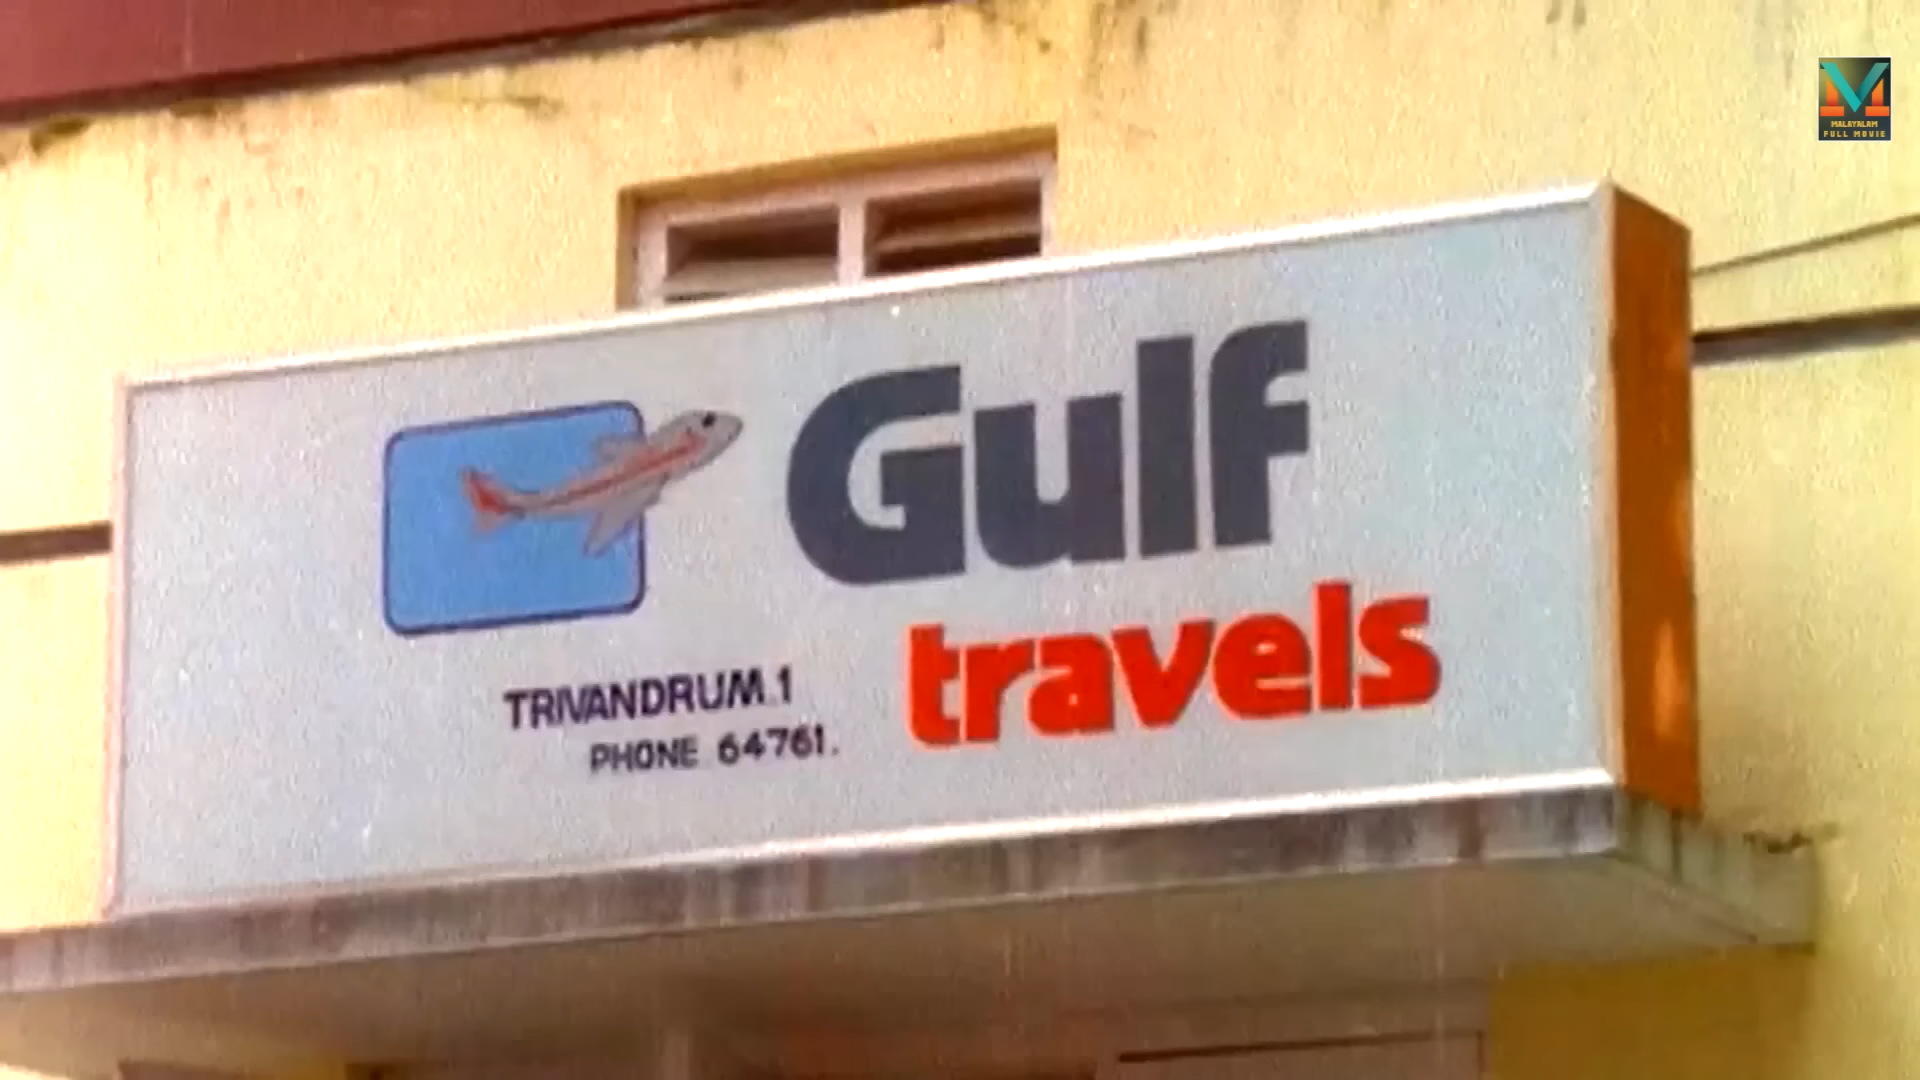 Gulf
travels
TRIVANDRUM.1
PHONE 64761.
MALAYALAM
FULL MOVIE